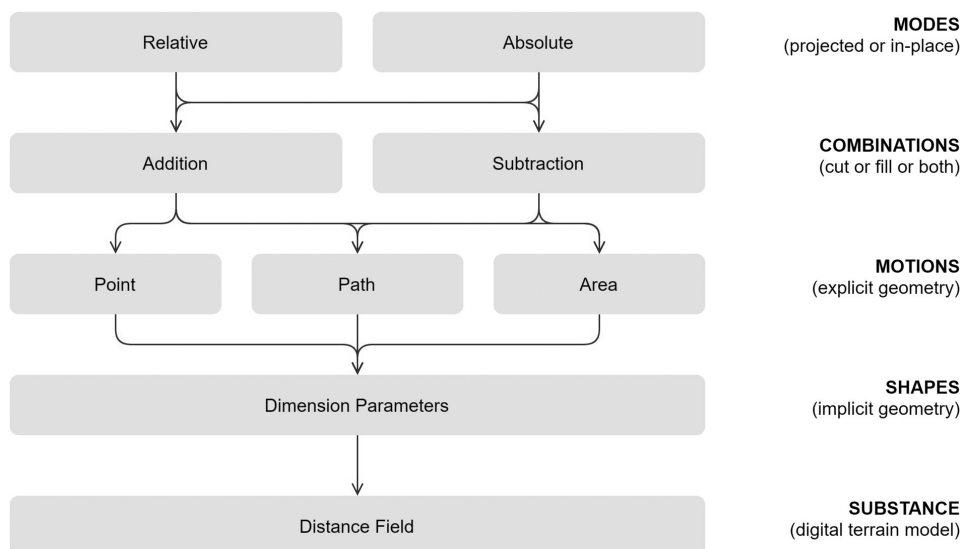 Relative
Absolute
MODES
(projected or in-place)
Addition
Subtraction
COMBINATIONS
(cut or fill or both)
Point
Path
Area
MOTIONS
(explicit geometry)
Dimension Parameters
SHAPES
(implicit geometry)
Distance Field
SUBSTANCE
(digital terrain model)